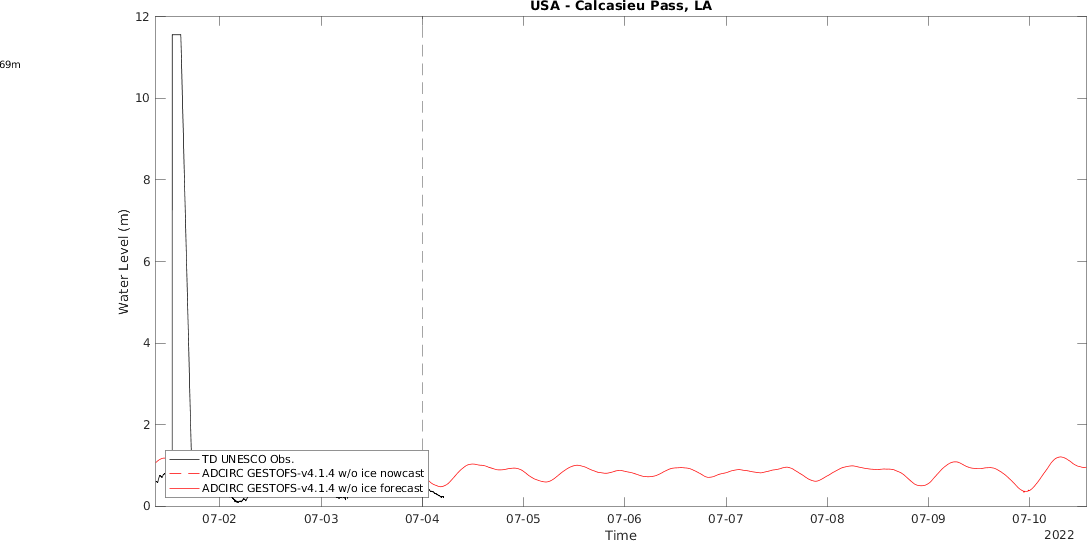 USA - Calcasieu Pass, LA
69m
12
10
8
6
4
2
0
Water Level (m)
TD UNESCO Obs.
ADCIRC GESTOFS-v4.1.4 w/o ice nowcast
ADCIRC GESTOFS-v4.1.4 w/o ice forecast
07-02 07-03 07-04 07-05 07-06 07-07 07-08 07-09 07-10
Time
2022